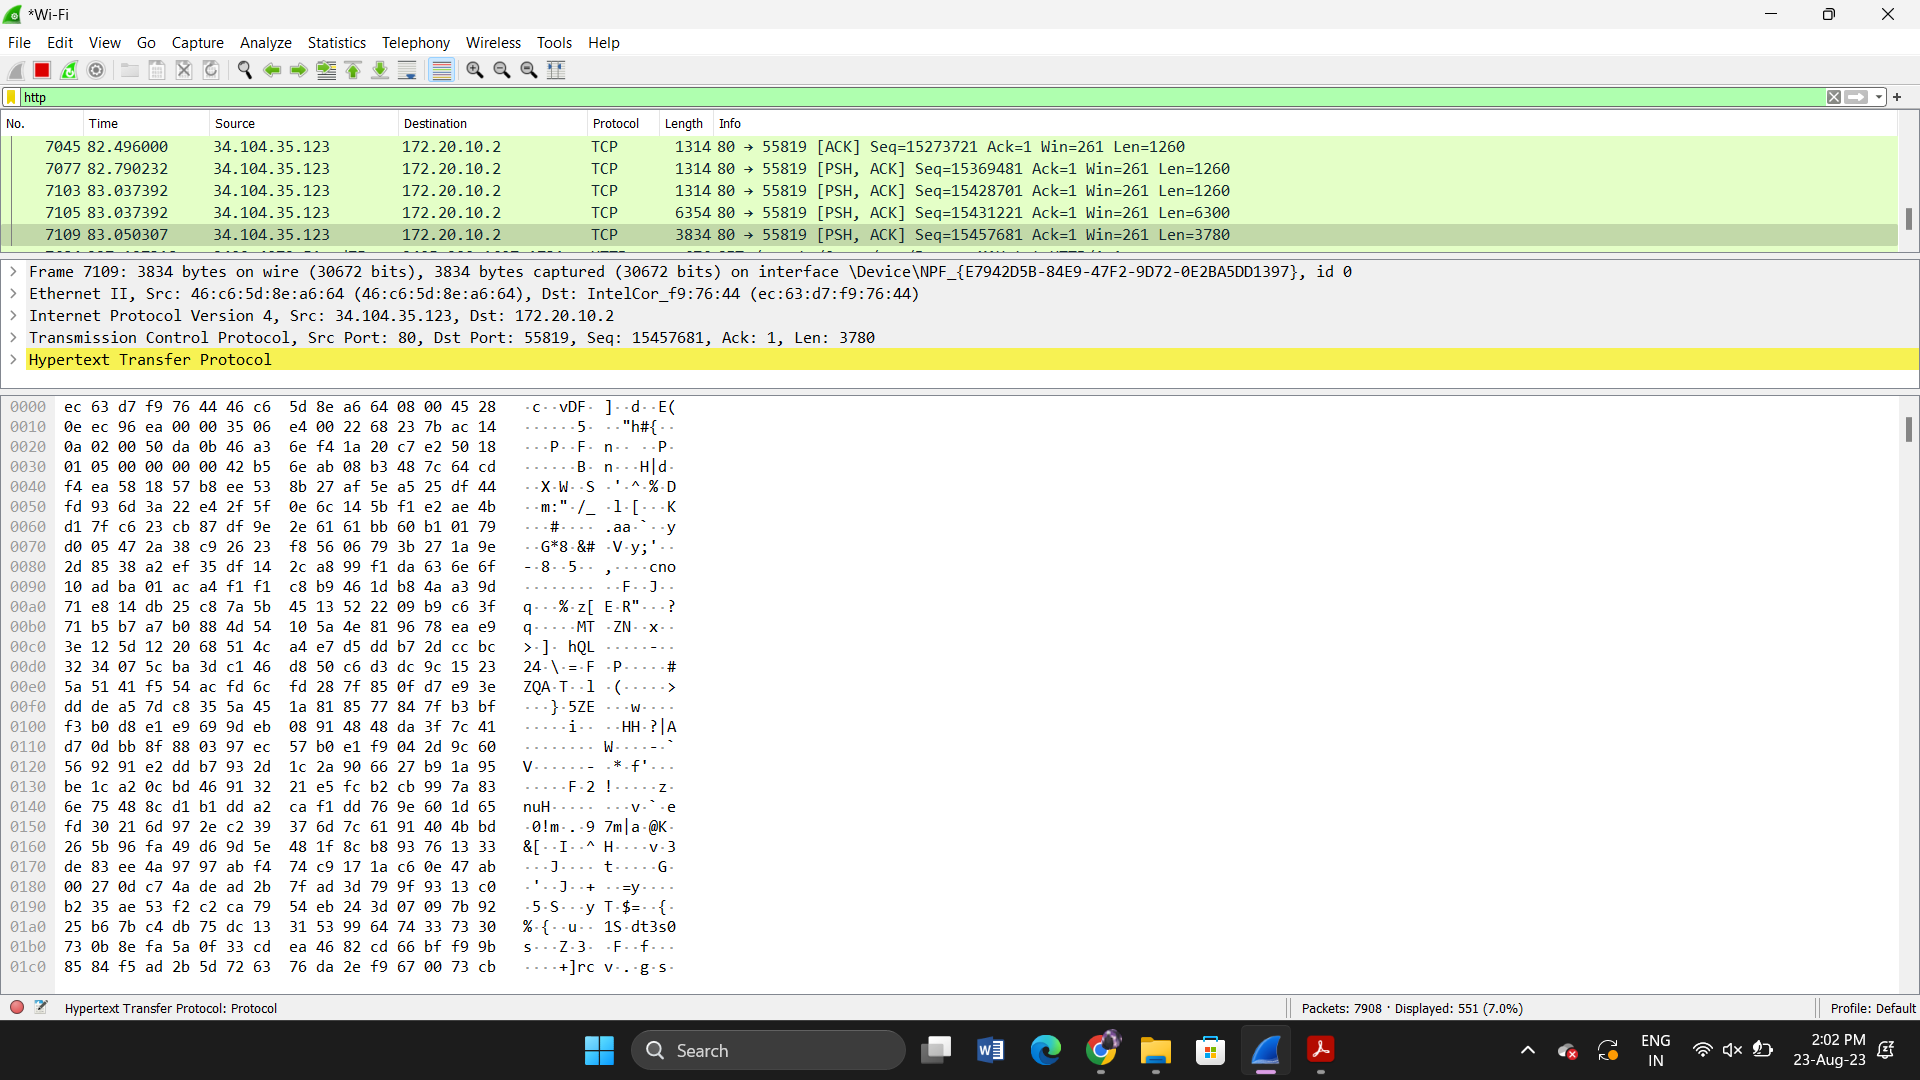 *Wi-Fi
File Edit View Go Capture Analyze Statistics Telephony Wireless Tools Help
http
No. Time Source Destination Protocol Length Info
7045 82.496000 34.104.35.123 172.20.10.2 TCP 1314 80 → 55819 [ACK] Seq=15273721 Ack=1 Win=261 Len=1260
7077 82.790232 34.104.35.123 172.20.10.2 TCP 1314 80 → 55819 [PSH, ACK] Seq=15369481 Ack=1 Win=261 Len=1260
7103 83.037392 34.104.35.123 172.20.10.2 TCP 1314 80 → 55819 [PSH, ACK] Seq=15428701 Ack=1 Win=261 Len=1260
7105 83.037392 34.104.35.123 172.20.10.2 TCP 6354 80 → 55819 [PSH, ACK] Seq=15431221 Ack=1 Win=261 Len=6300
7109 83.050307 34.104.35.123 172.20.10.2 TCP 3834 80 → 55819 [PSH, ACK] Seq=15457681 Ack=1 Win=261 Len=3780
Frame 7109: 3834 bytes on wire (30672 bits), 3834 bytes captured (30672 bits) on interface \Device\NPF_{E7942D5B-84E9-47F2-9D72-0E2BA5DD1397}, id 0
Ethernet II, Src: 46:c6:5d:8e:a6:64 (46:c6:5d:8e:a6:64), Dst: IntelCor_f9:76:44 (ec:63:d7:f9:76:44)
Internet Protocol Version 4, Src: 34.104.35.123, Dst: 172.20.10.2
Transmission Control Protocol, Src Port: 80, Dst Port: 55819, Seq: 15457681, Ack: 1, Len: 3780
Hypertext Transfer Protocol
0000 ec 63 d7 f9 76 44 46 c6 5d 8e a6 64 08 00 45 28 ·c··vDF· ]··d··E(
0010 0e ec 96 ea 00 00 35 06 e4 00 22 68 23 7b ac 14 ······5· ··"h#{··
0020 0a 02 00 50 da 0b 46 a3 6e f4 1a 20 c7 e2 50 18 ···P··F· n·· ··P·
0030 01 05 00 00 00 00 42 b5 6e ab 08 b3 48 7c 64 cd ······B· n···H|d·
0040 f4 ea 58 18 57 b8 ee 53 8b 27 af 5e a5 25 df 44 ··X·W··S ·'·^·%·D
0050 fd 93 6d 3a 22 e4 2f 5f 0e 6c 14 5b f1 e2 ae 4b ··m:"·/_ ·l·[···K
0060 d1 7f c6 23 cb 87 df 9e 2e 61 61 bb 60 b1 01 79 ···#···· .aa·`··y
0070 d0 05 47 2a 38 c9 26 23 f8 56 06 79 3b 27 1a 9e ··G*8·&# ·V·y;'··
0080 2d 85 38 a2 ef 35 df 14 2c a8 99 f1 da 63 6e 6f -·8··5·· ,····cno
0090 10 ad ba 01 ac a4 f1 f1 c8 b9 46 1d b8 4a a3 9d ········ ··F··J··
00a0 71 e8 14 db 25 c8 7a 5b 45 13 52 22 09 b9 c6 3f q···%·z[ E·R"···?
00b0 71 b5 b7 a7 b0 88 4d 54 10 5a 4e 81 96 78 ea e9 q·····MT ·ZN··x··
00c0 3e 12 5d 12 20 68 51 4c a4 e7 d5 dd b7 2d cc bc >·]· hQL ·····-··
00d0 32 34 07 5c ba 3d c1 46 d8 50 c6 d3 dc 9c 15 23 24·\·=·F ·P·····#
00e0 5a 51 41 f5 54 ac fd 6c fd 28 7f 85 0f d7 e9 3e ZQA·T··l ·(·····>
00f0 dd de a5 7d c8 35 5a 45 1a 81 85 77 84 7f b3 bf ···}·5ZE ···w····
0100 f3 b0 d8 e1 e9 69 9d eb 08 91 48 48 da 3f 7c 41 ·····i·· ··HH·?|A
0110 d7 0d bb 8f 88 03 97 ec 57 b0 e1 f9 04 2d 9c 60 ········ W····-·`
0120 56 92 91 e2 dd b7 93 2d 1c 2a 90 66 27 b9 1a 95 V······- ·*·f'···
0130 be 1c a2 0c bd 46 91 32 21 e5 fc b2 cb 99 7a 83 ·····F·2 !·····z·
0140 6e 75 48 8c d1 b1 dd a2 ca f1 dd 76 9e 60 1d 65 nuH····· ···v·`·e
0150 fd 30 21 6d 97 2e c2 39 37 6d 7c 61 91 40 4b bd ·0!m·.·9 7m|a·@K·
0160 26 5b 96 fa 49 d6 9d 5e 48 1f 8c b8 93 76 13 33 &[··I··^ H····v·3
0170 de 83 ee 4a 97 97 ab f4 74 c9 17 1a c6 0e 47 ab ···J···· t·····G·
0180 00 27 0d c7 4a de ad 2b 7f ad 3d 79 9f 93 13 c0 ·'··J··+ ··=y····
0190 b2 35 ae 53 f2 c2 ca 79 54 eb 24 3d 07 09 7b 92 ·5·S···y T·$=··{·
01a0 25 b6 7b c4 db 75 dc 13 31 53 99 64 74 33 73 30 %·{··u·· 1S·dt3s0
01b0 73 0b 8e fa 5a 0f 33 cd ea 46 82 cd 66 bf f9 9b s···Z·3· ·F··f···
01c0 85 84 f5 ad 2b 5d 72 63 76 da 2e f9 67 00 73 cb ····+]rc v·.·g·s·
Hypertext Transfer Protocol: Protocol Packets: 7908 · Displayed: 551 (7.0%) Profile: Default
Search
ENG
IN
2:02 PM
23-Aug-23